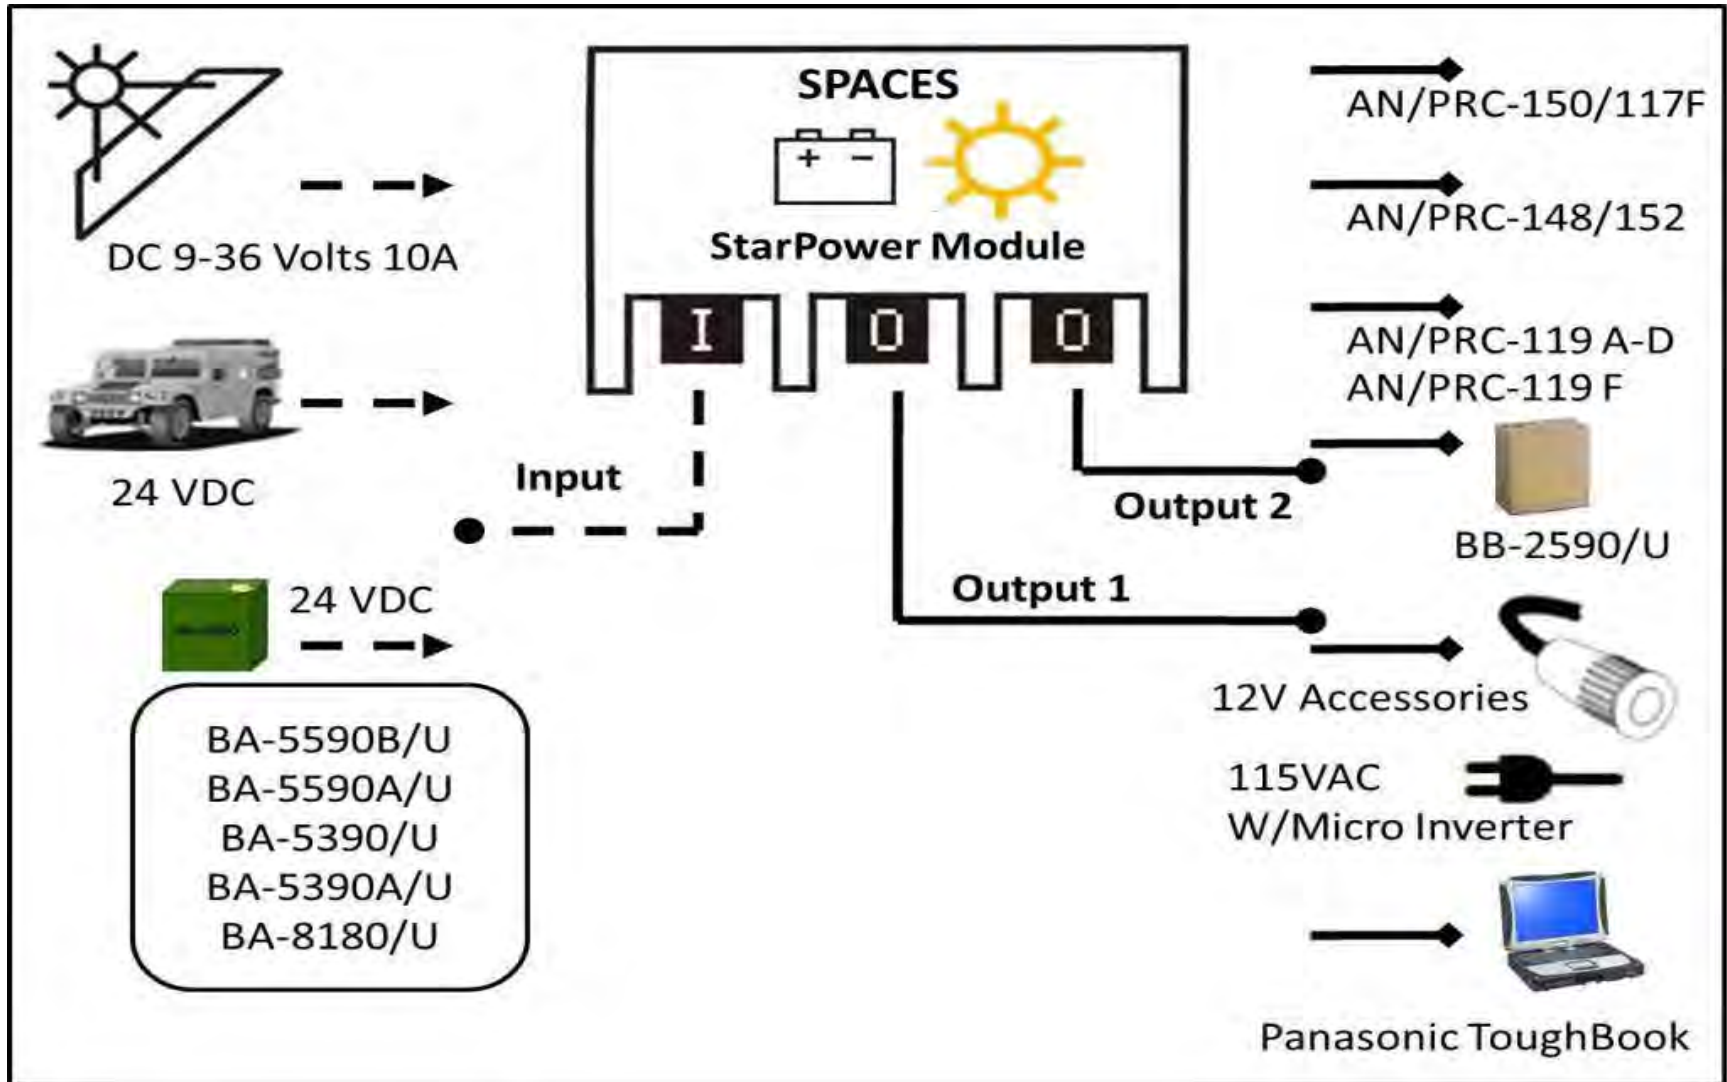 SPACES
+ −
StarPower Module
I
O
O
DC 9-36 Volts 10A
24 VDC
Input
24 VDC
BA-5590B/U
BA-5590A/U
BA-5390/U
BA-5390A/U
BA-8180/U
Output 2
Output 1
AN/PRC-150/117F
AN/PRC-148/152
AN/PRC-119 A-D
AN/PRC-119 F
BB-2590/U
12V Accessories
115VAC
W/Micro Inverter
Panasonic ToughBook